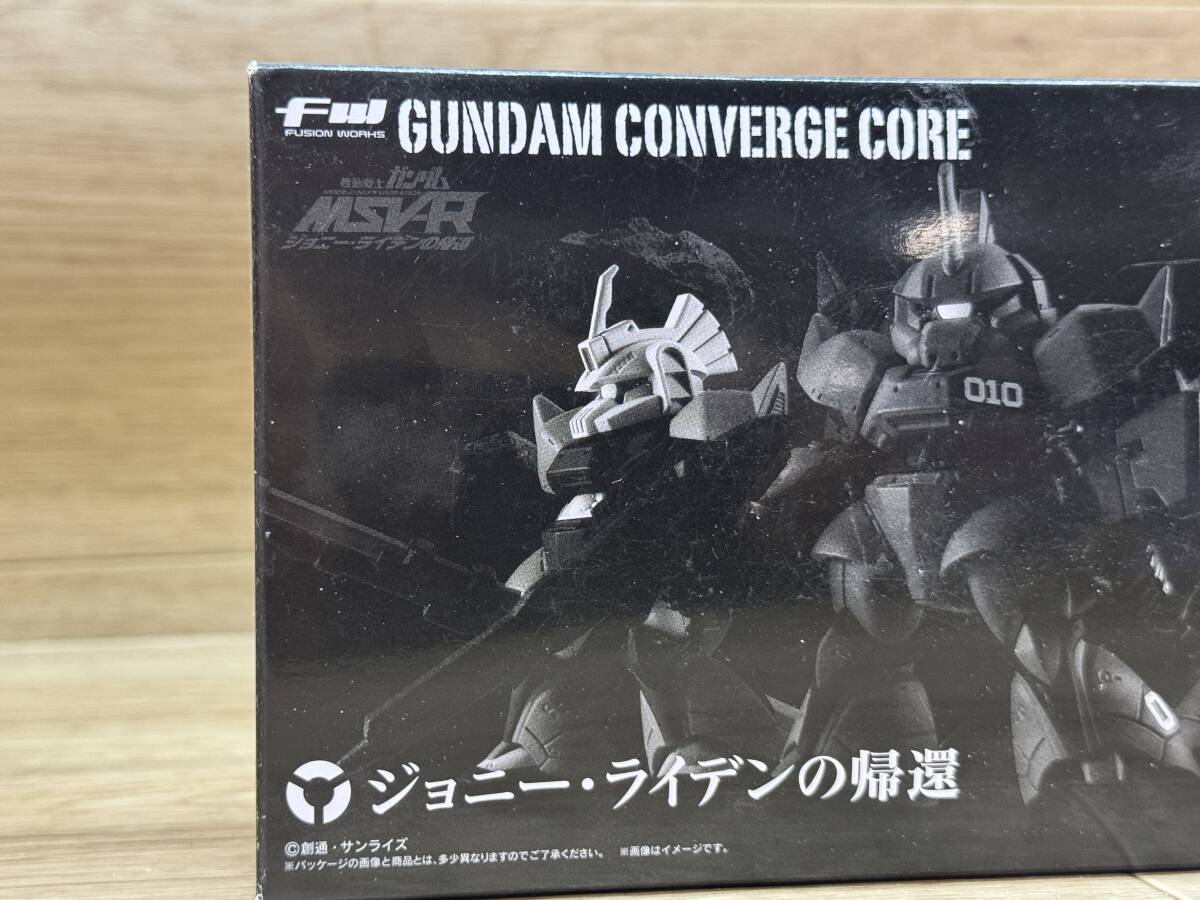 FW GUNDAM CONVERGE CORE
FUSION WORKS
機動戦士ガンダム
MSV-R
ジョニー・ライデンの帰還
010
0
ジョニー・ライデンの帰還
©創通・サンライズ
※パッケージの画像と商品とは、多少異なりますのでご了承ください。 ※画像はイメージです。